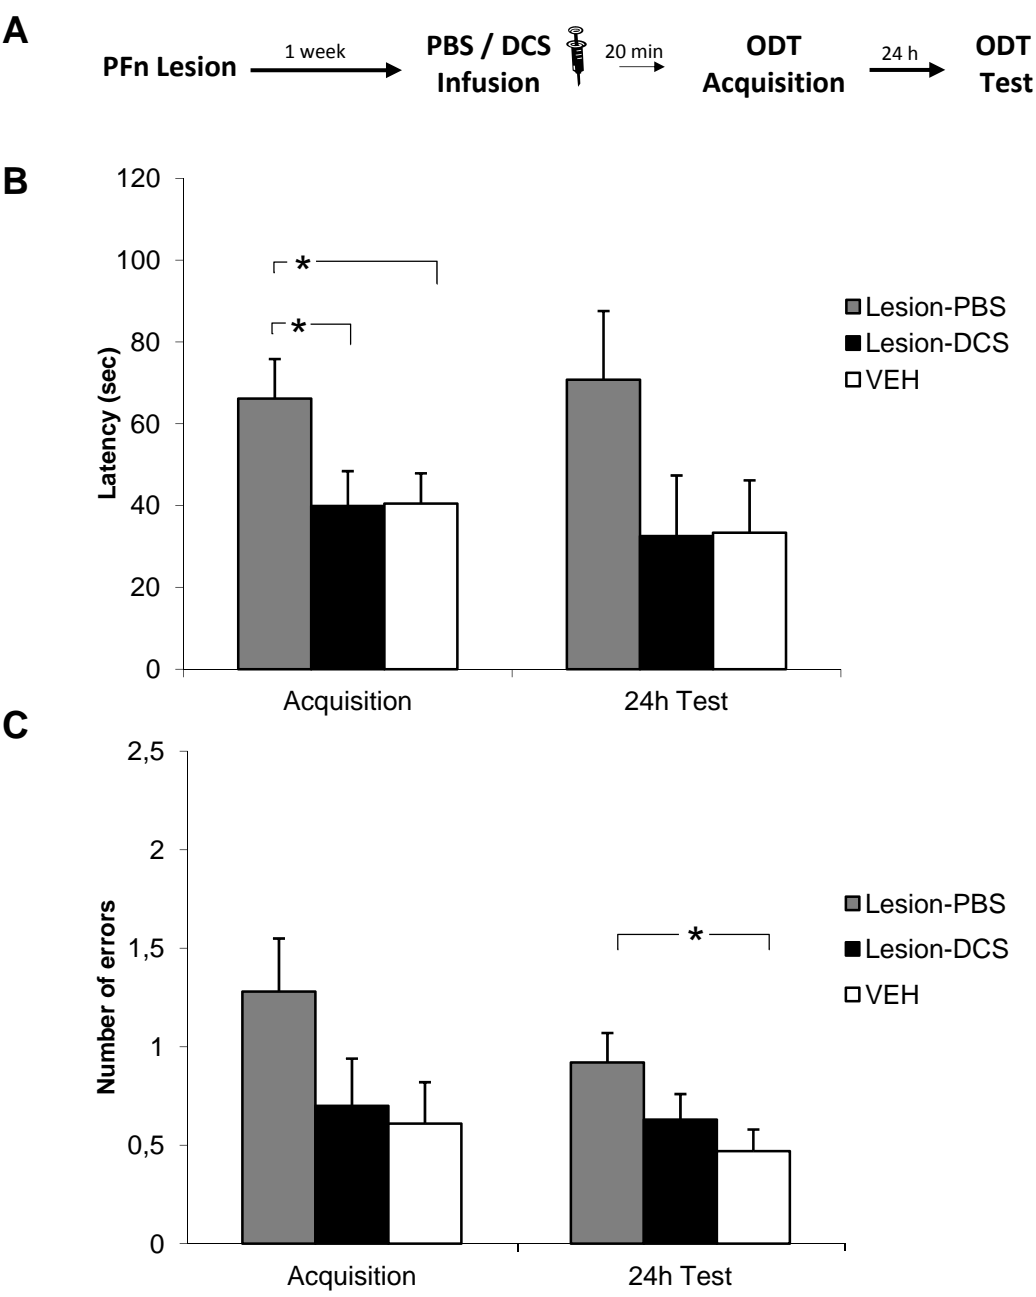 A
PFn Lesion
1 week
PBS / DCS
Infusion
20 min
ODT
Acquisition
24 h
ODT
Test
B
120
100
80
60
40
20
0
Latency (sec)
*
*
Lesion-PBS
Lesion-DCS
VEH
Acquisition
24h Test
C
2,5
2
1,5
1
0,5
0
Number of errors
*
Lesion-PBS
Lesion-DCS
VEH
Acquisition
24h Test